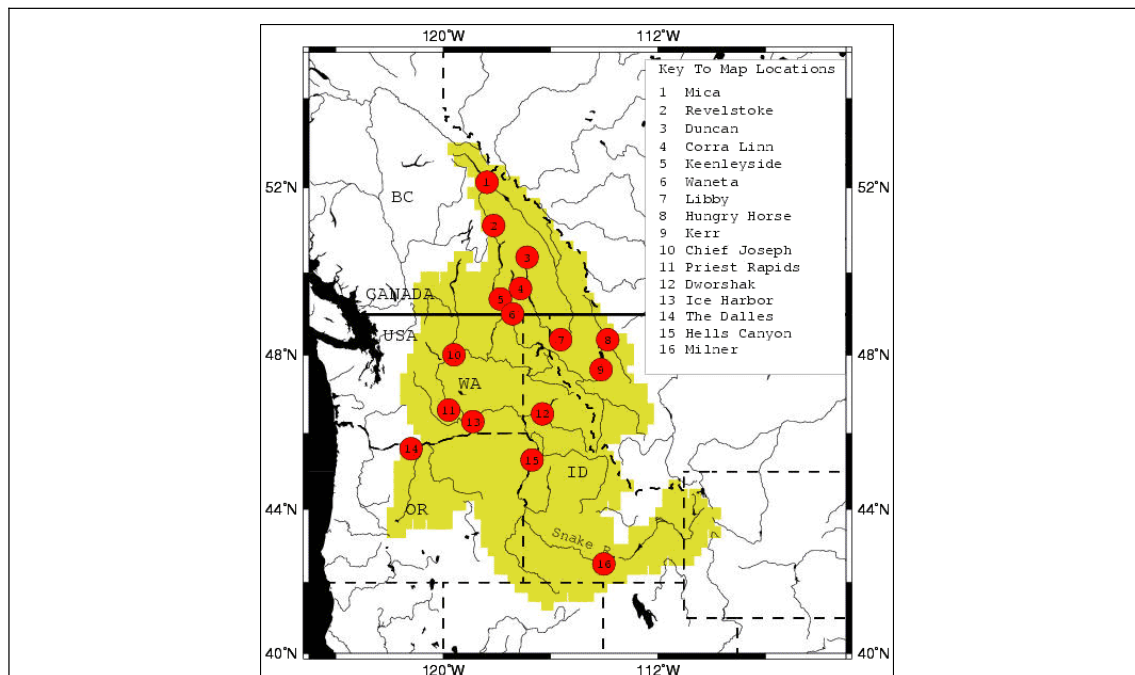 120°W 112°W
Key To Map Locations
1 Mica
2 Revelstoke
3 Duncan
4 Corra Linn
5 Keenleyside
6 Waneta
7 Libby
8 Hungry Horse
9 Kerr
10 Chief Joseph
11 Priest Rapids
12 Dworshak
13 Ice Harbor
14 The Dalles
15 Hells Canyon
16 Milner
52°N 1 52°N
BC
2
3
4
5
CANADA
6
USA
7 8
48°N 10 48°N
9
WA
11 12
13
14
15
ID
44°N OR 44°N
Snake R.
16
40°N 40°N
120°W 112°W